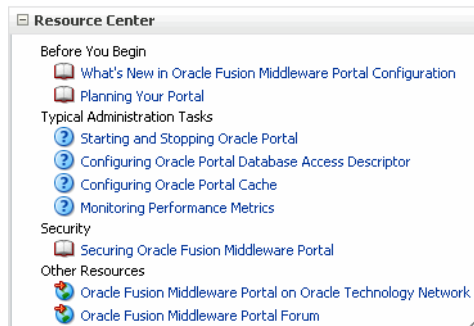 Resource Center
Before You Begin
What's New in Oracle Fusion Middleware Portal Configuration
Planning Your Portal
Typical Administration Tasks
Starting and Stopping Oracle Portal
Configuring Oracle Portal Database Access Descriptor
Configuring Oracle Portal Cache
Monitoring Performance Metrics
Security
Securing Oracle Fusion Middleware Portal
Other Resources
Oracle Fusion Middleware Portal on Oracle Technology Network
Oracle Fusion Middleware Portal Forum